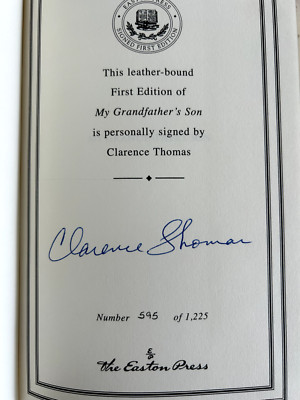 EASTON PRESS
SIGNED FIRST EDITION
This leather-bound
First Edition of
My Grandfather's Son
is personally signed by
Clarence Thomas
Clarence Thomas
Number 595 of 1,225
The Easton Press